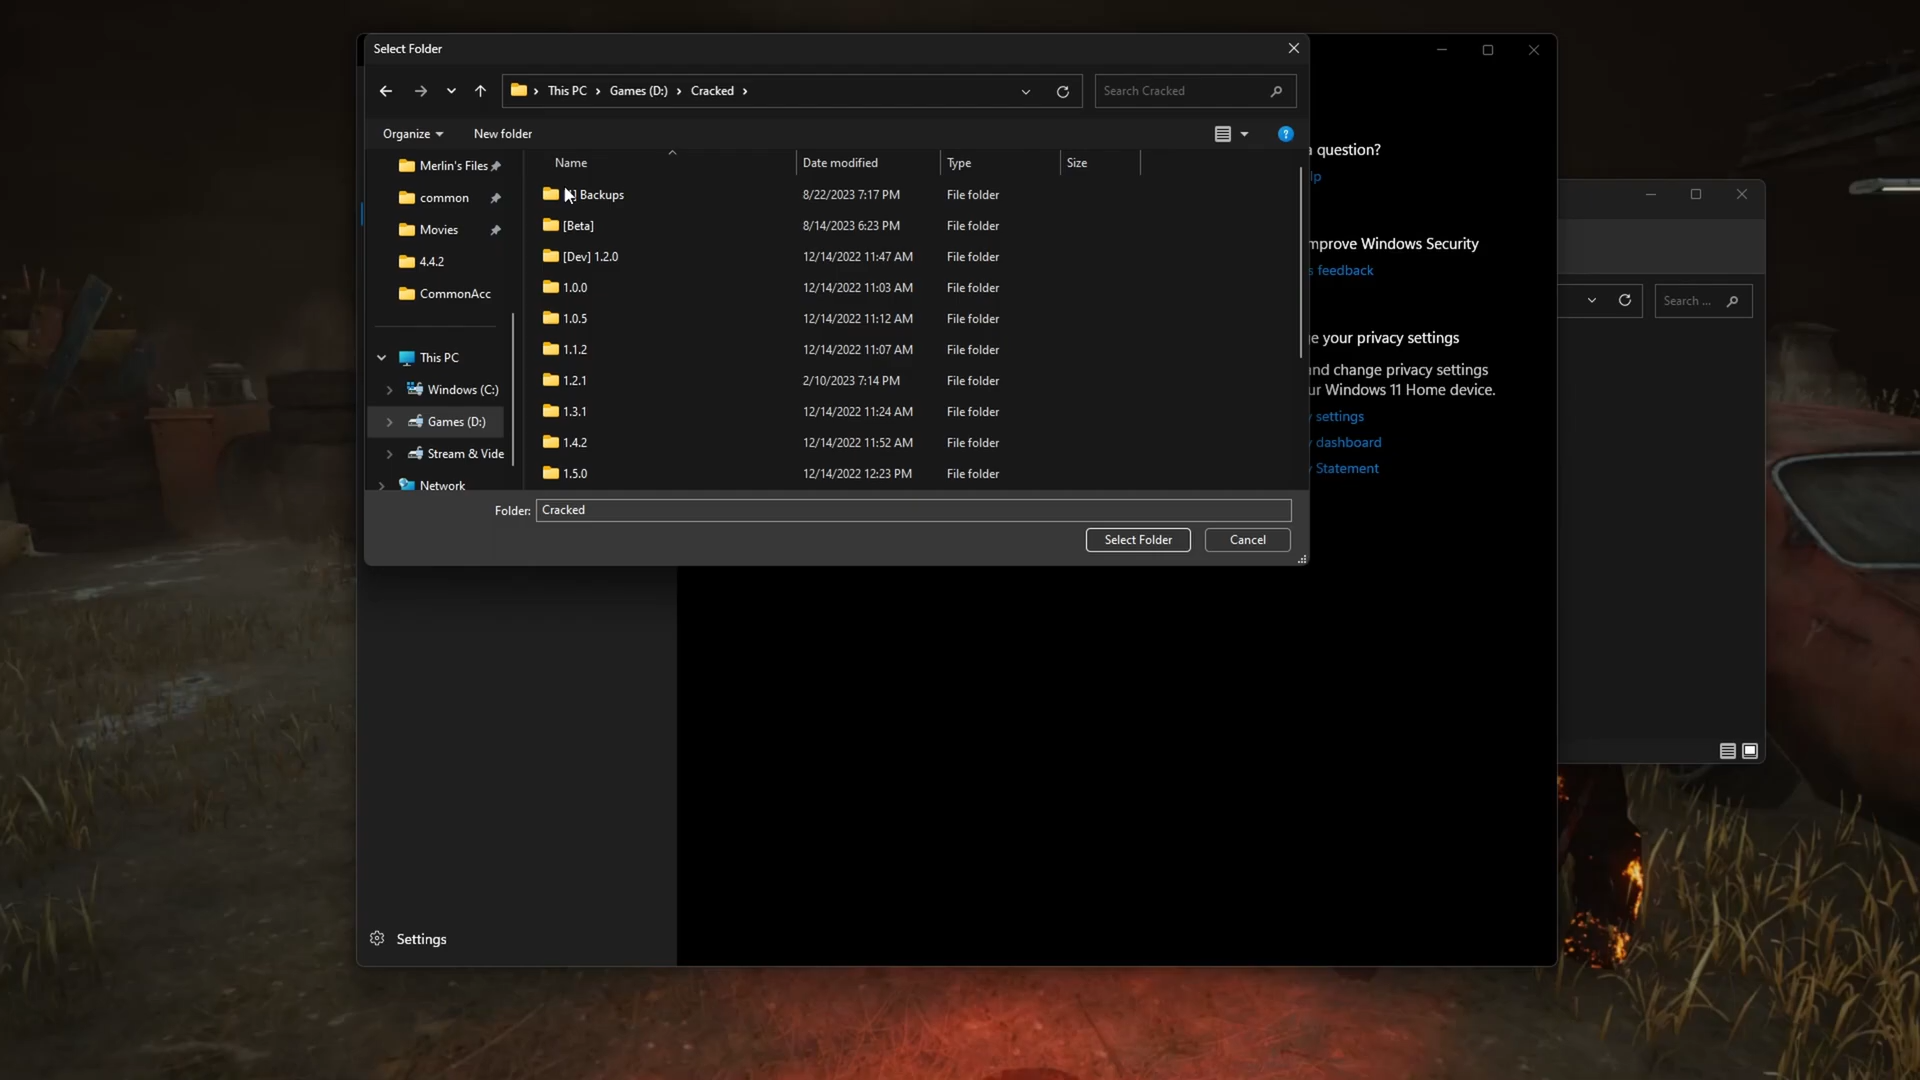 Select Folder
This PC
Games (D:)
Cracked
Search Cracked
Organize
New folder
?
Merlin's Files
common
Movies
4.4.2
CommonAcc
This PC
Windows (C:)
Games (D:)
Stream & Vide
Network
Name
Date modified
Type
Size
] Backups
8/22/2023 7:17 PM
File folder
[Beta]
8/14/2023 6:23 PM
File folder
[Dev] 1.2.0
12/14/2022 11:47 AM
File folder
1.0.0
12/14/2022 11:03 AM
File folder
1.0.5
12/14/2022 11:12 AM
File folder
1.1.2
12/14/2022 11:07 AM
File folder
1.2.1
2/10/2023 7:14 PM
File folder
1.3.1
12/14/2022 11:24 AM
File folder
1.4.2
12/14/2022 11:52 AM
File folder
1.5.0
12/14/2022 12:23 PM
File folder
Folder:
Cracked
Select Folder
Cancel
question?
lp
mprove Windows Security
feedback
e your privacy settings
nd change privacy settings
ur Windows 11 Home device.
settings
dashboard
Statement
Search ...
Settings